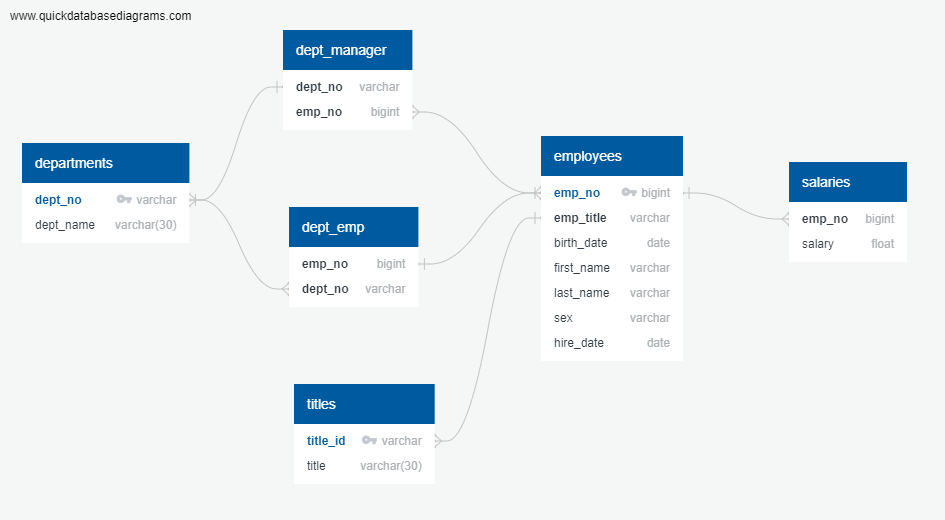 www.quickdatabasediagrams.com
dept_manager
dept_no varchar
emp_no bigint
departments
dept_no varchar
dept_name varchar(30)
dept_emp
emp_no bigint
dept_no varchar
employees
emp_no bigint
emp_title varchar
birth_date date
first_name varchar
last_name varchar
sex varchar
hire_date date
salaries
emp_no bigint
salary float
titles
title_id varchar
title varchar(30)